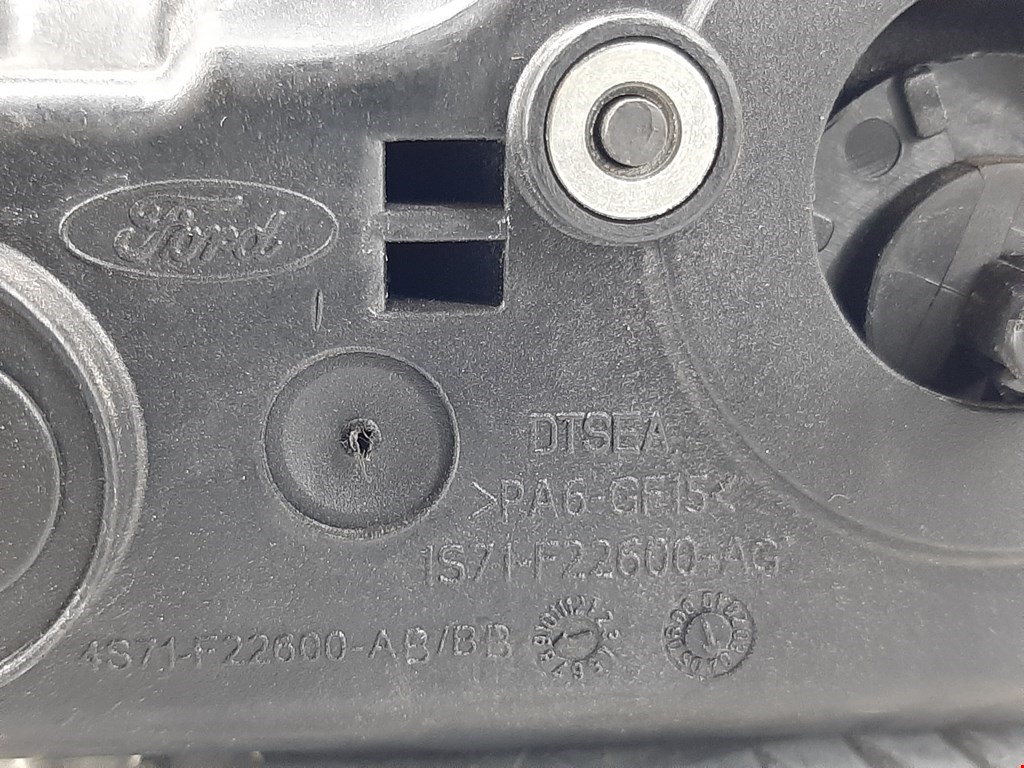 Ford
DTSEA
>PA6-GF15<
1S71-F22600-AG
4S71-F22600-AB/BB